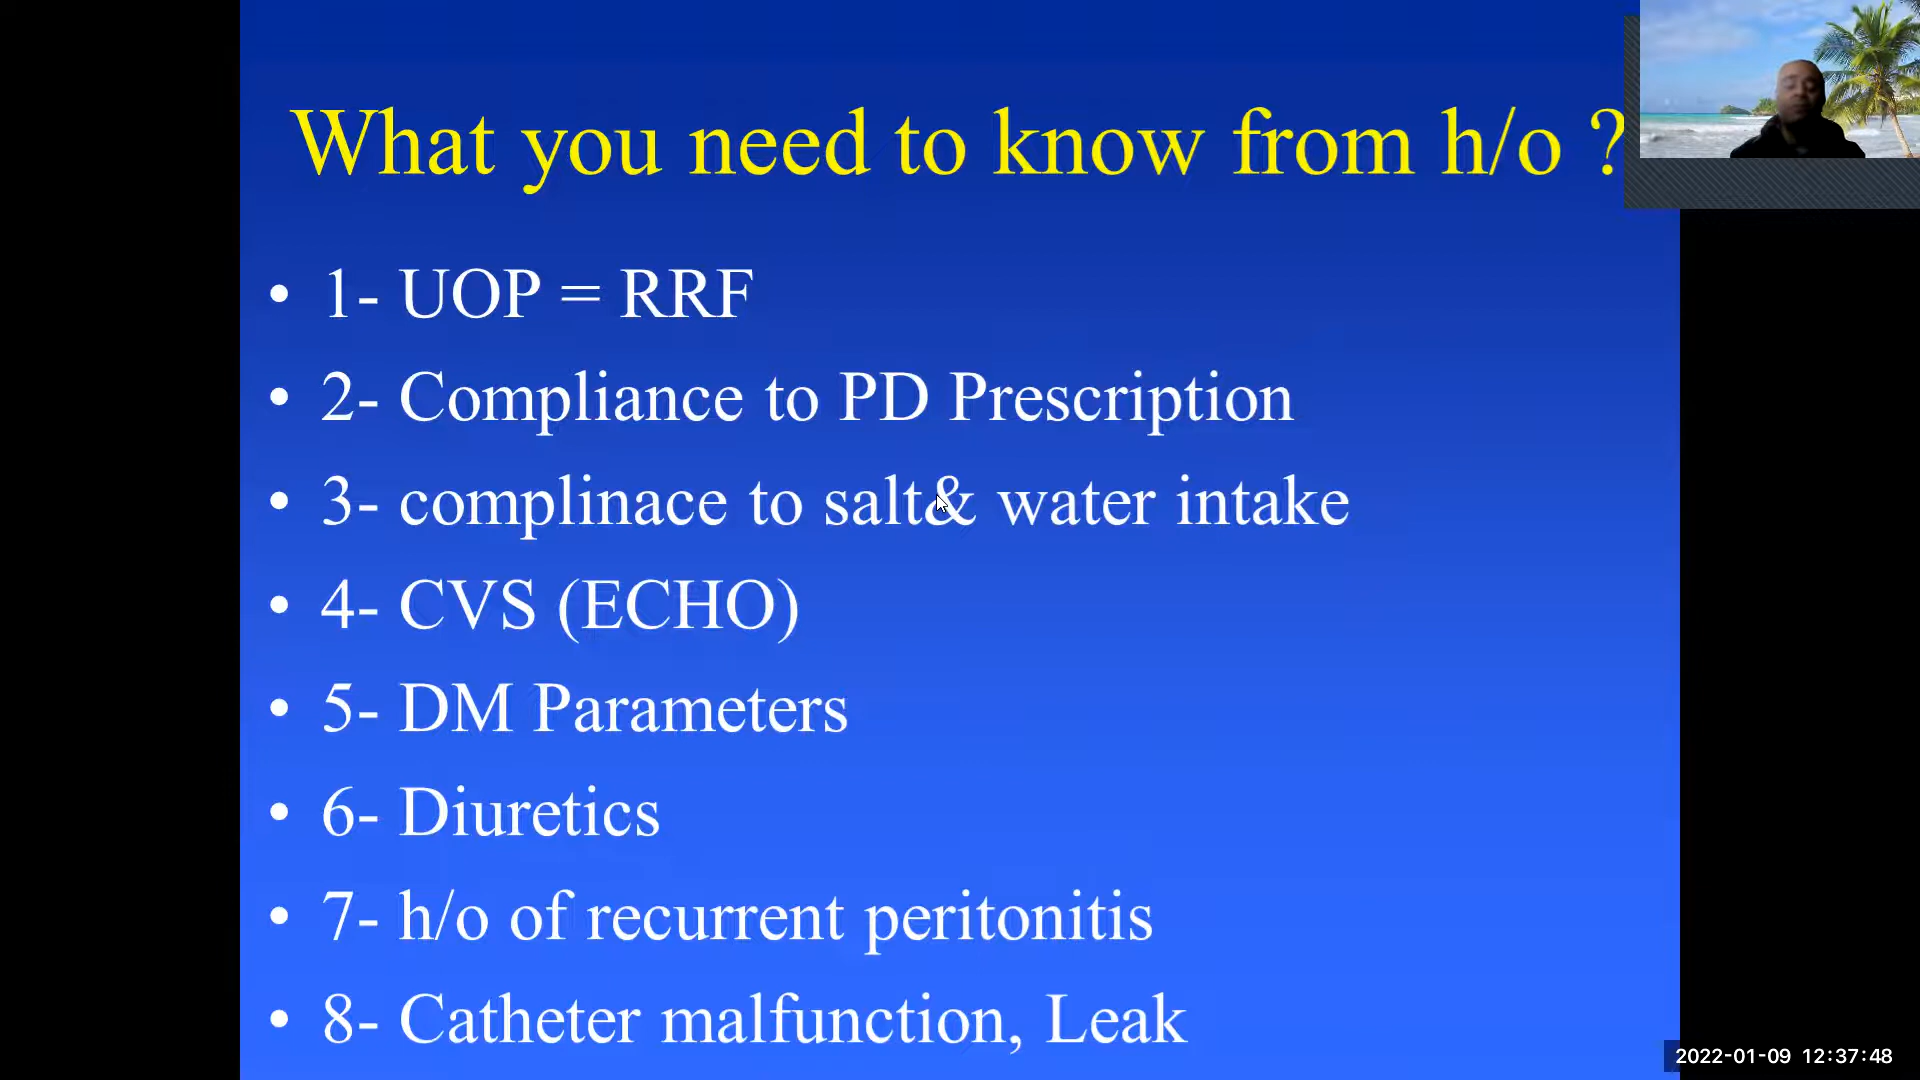 What you need to know from h/o ?
• 1- UOP = RRF
• 2- Compliance to PD Prescription
• 3- complinace to salt& water intake
• 4- CVS (ECHO)
• 5- DM Parameters
• 6- Diuretics
• 7- h/o of recurrent peritonitis
• 8- Catheter malfunction, Leak
2022-01-09 12:37:48